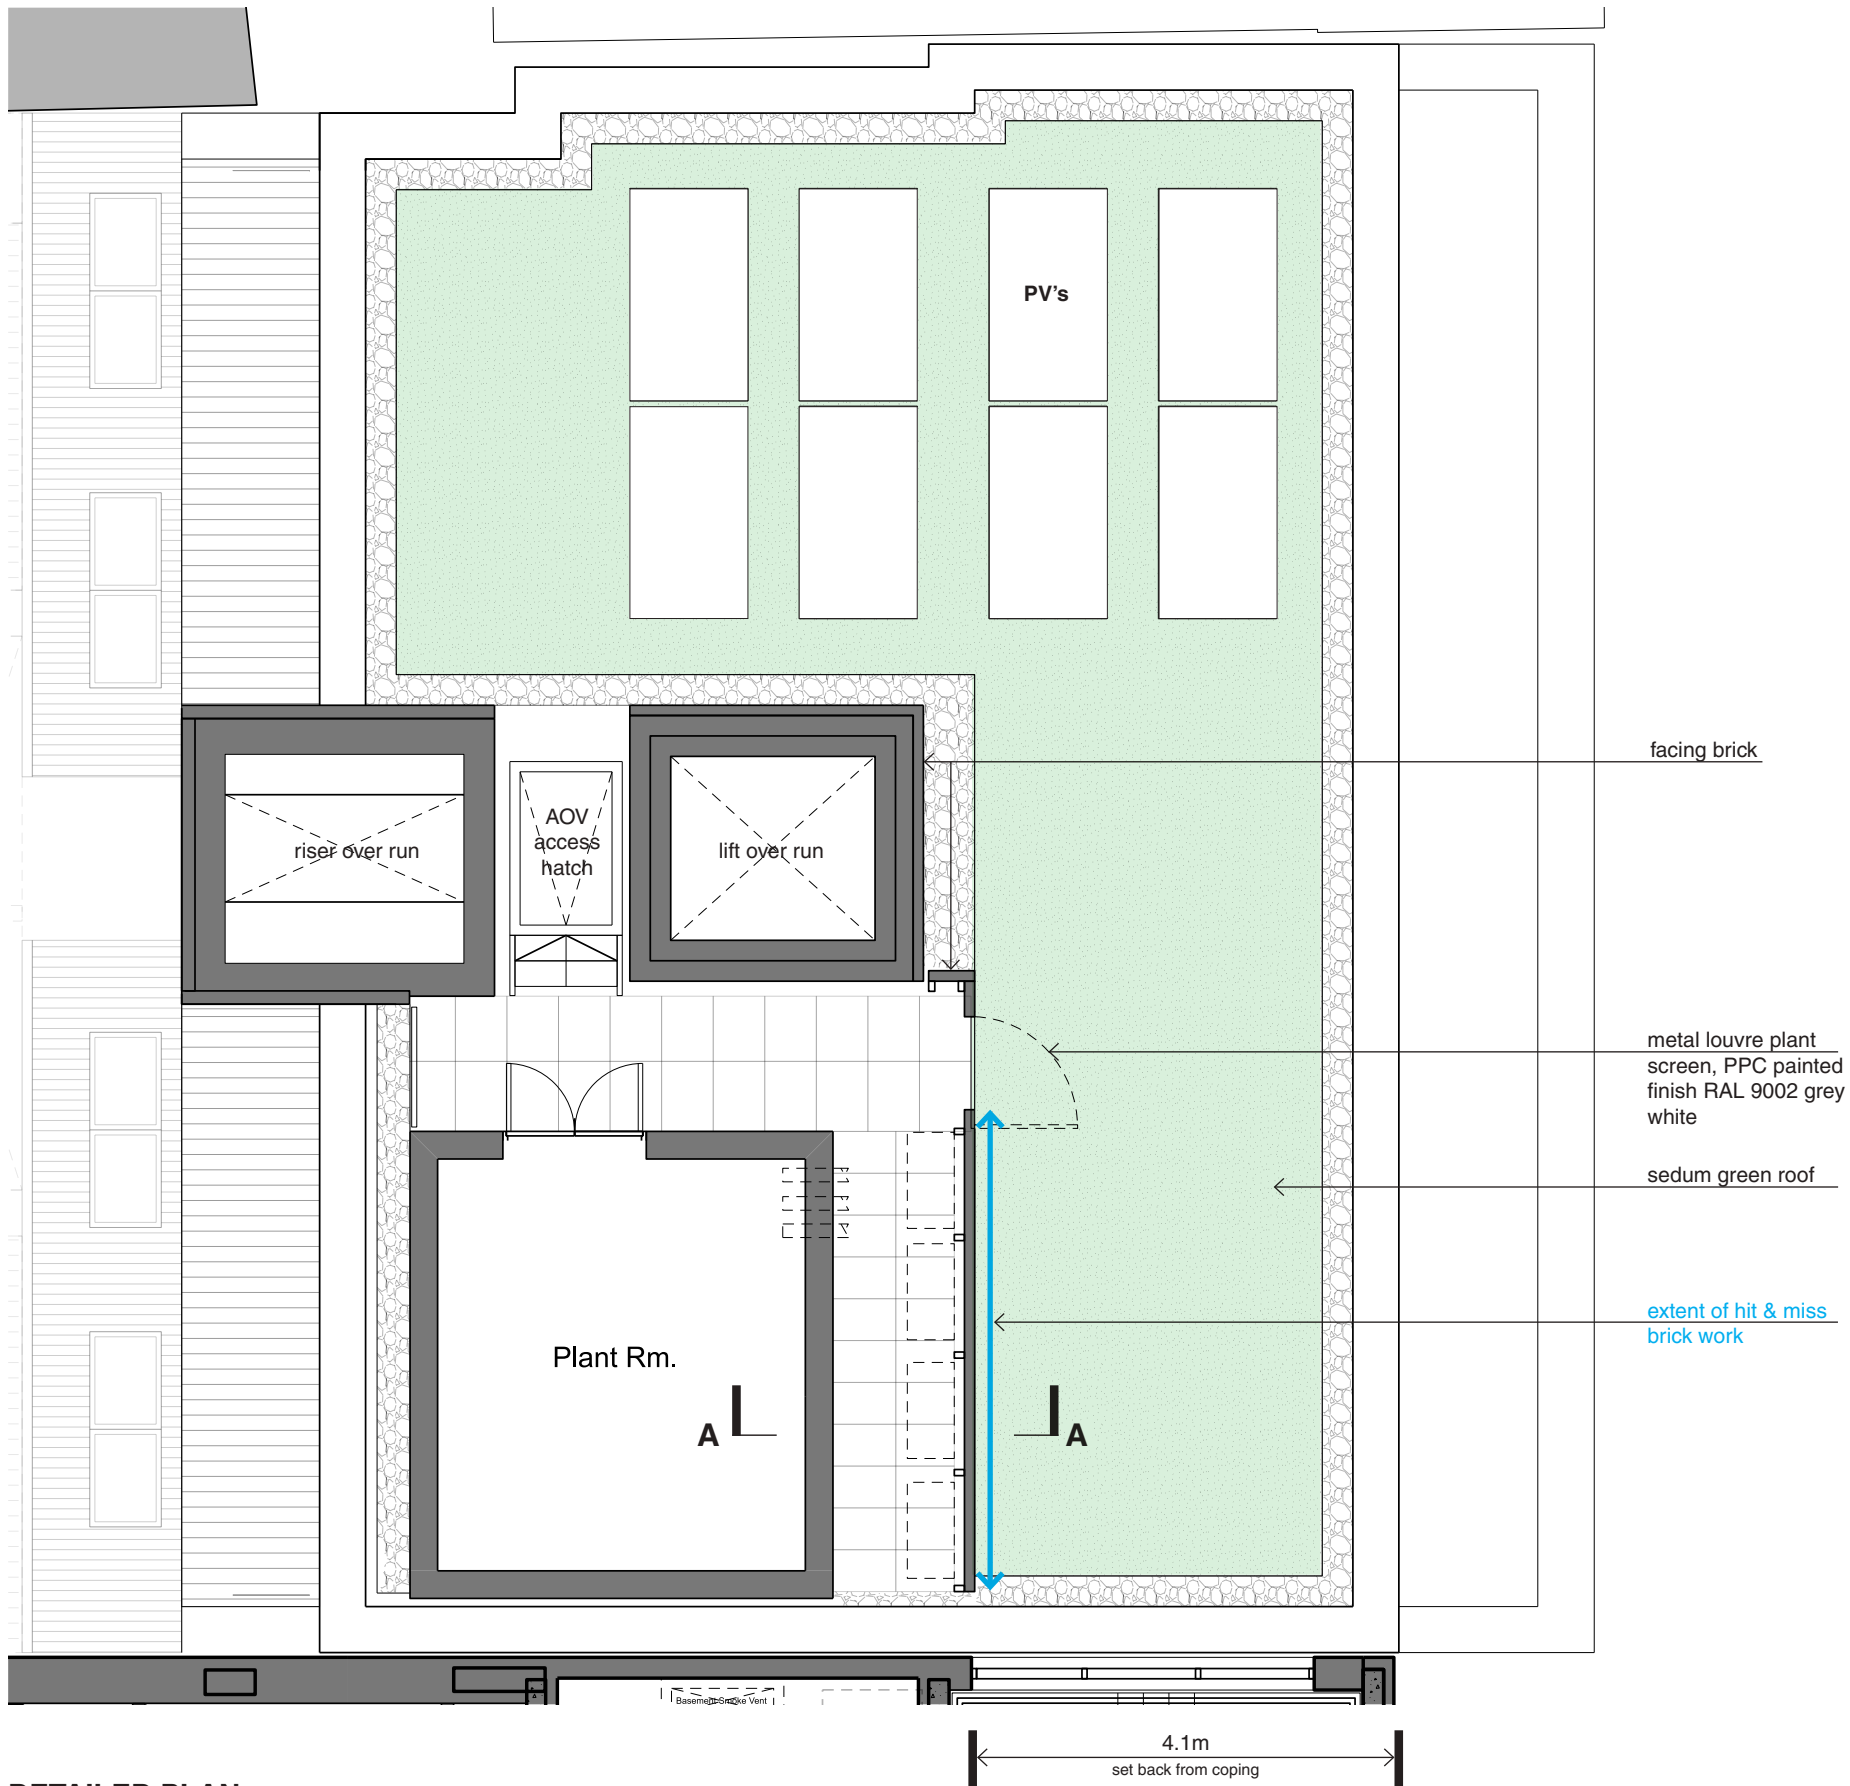 PV's
facing brick
AOV
access
hatch
riser over run
lift over run
metal louvre plant
screen, PPC painted
finish RAL 9002 grey
white
sedum green roof
extent of hit & miss
brick work
Plant Rm.
A
A
Basement Smoke Vent
4.1m
set back from coping
DETAILED PLAN